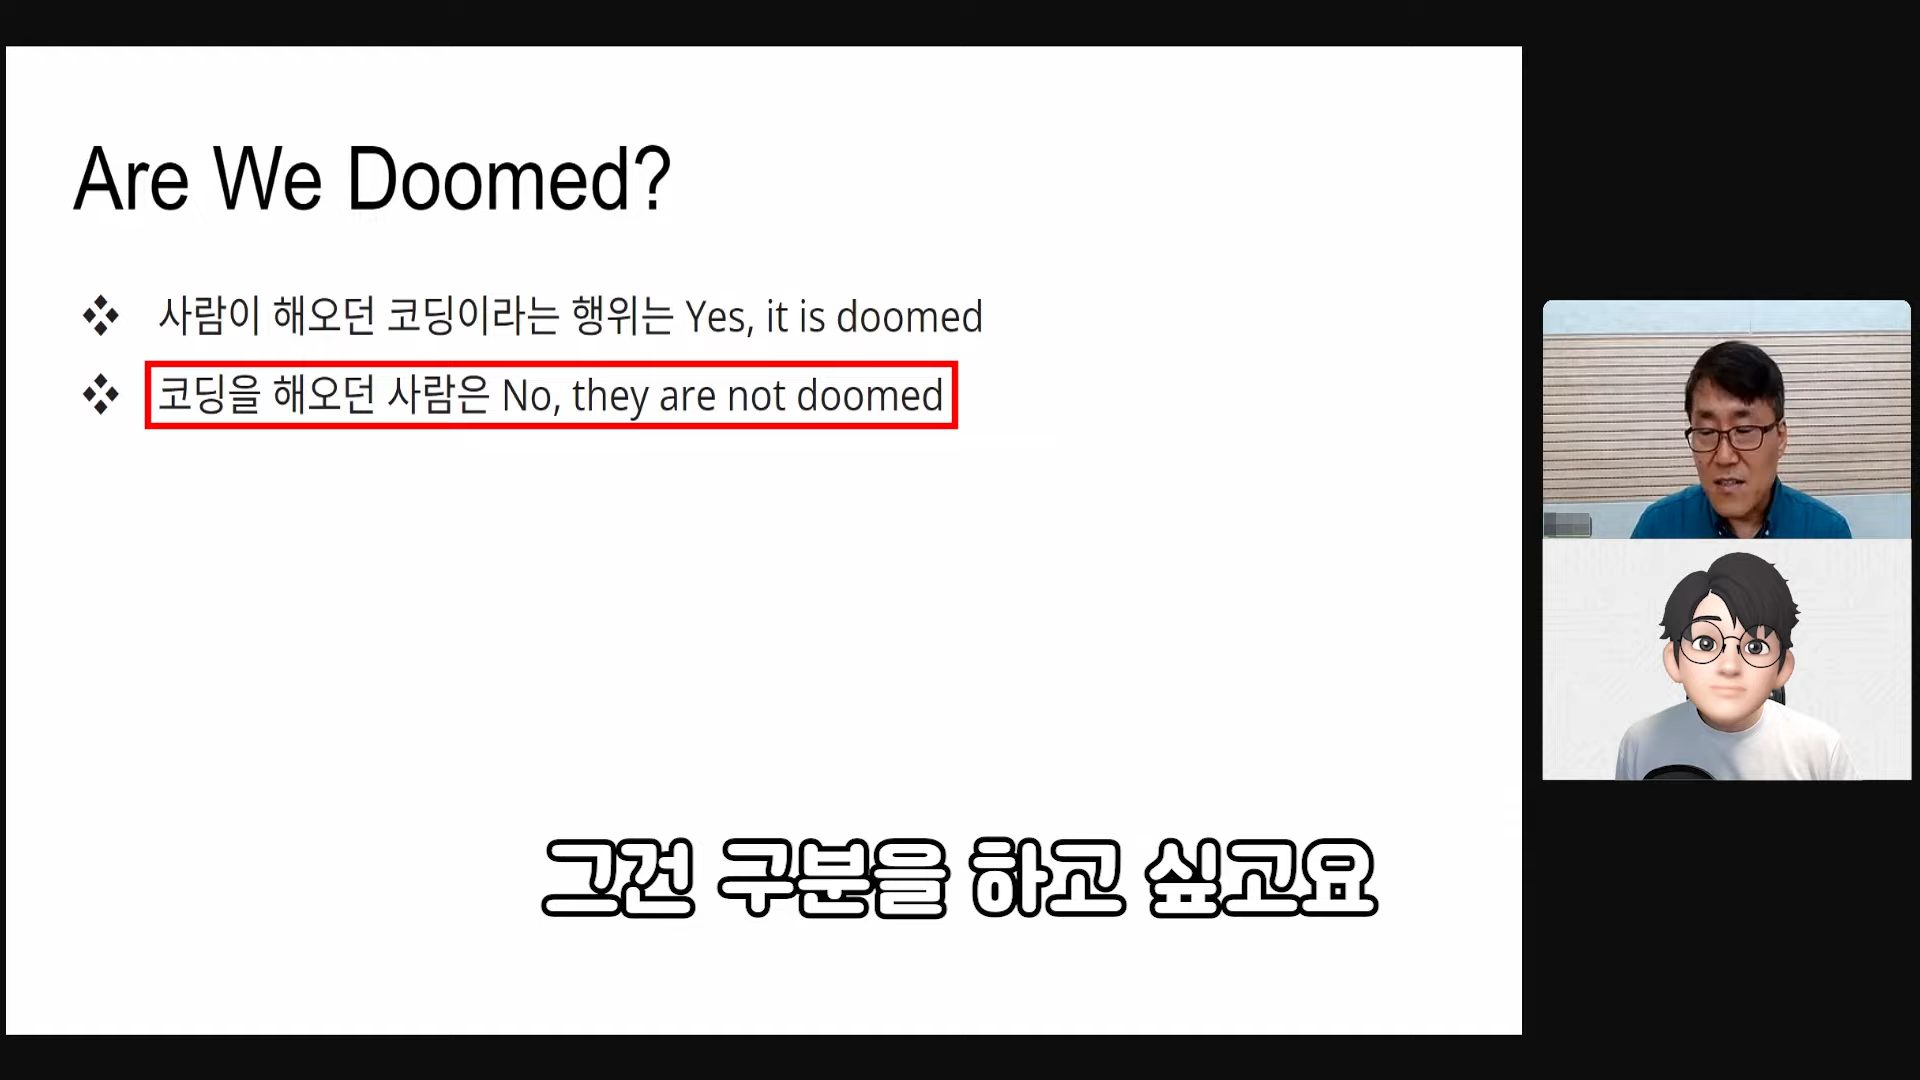 Are We Doomed?
사람이 해오던 코딩이라는 행위는 Yes, it is doomed
코딩을 해오던 사람은 No, they are not doomed
그건 구분을 하고 싶고요